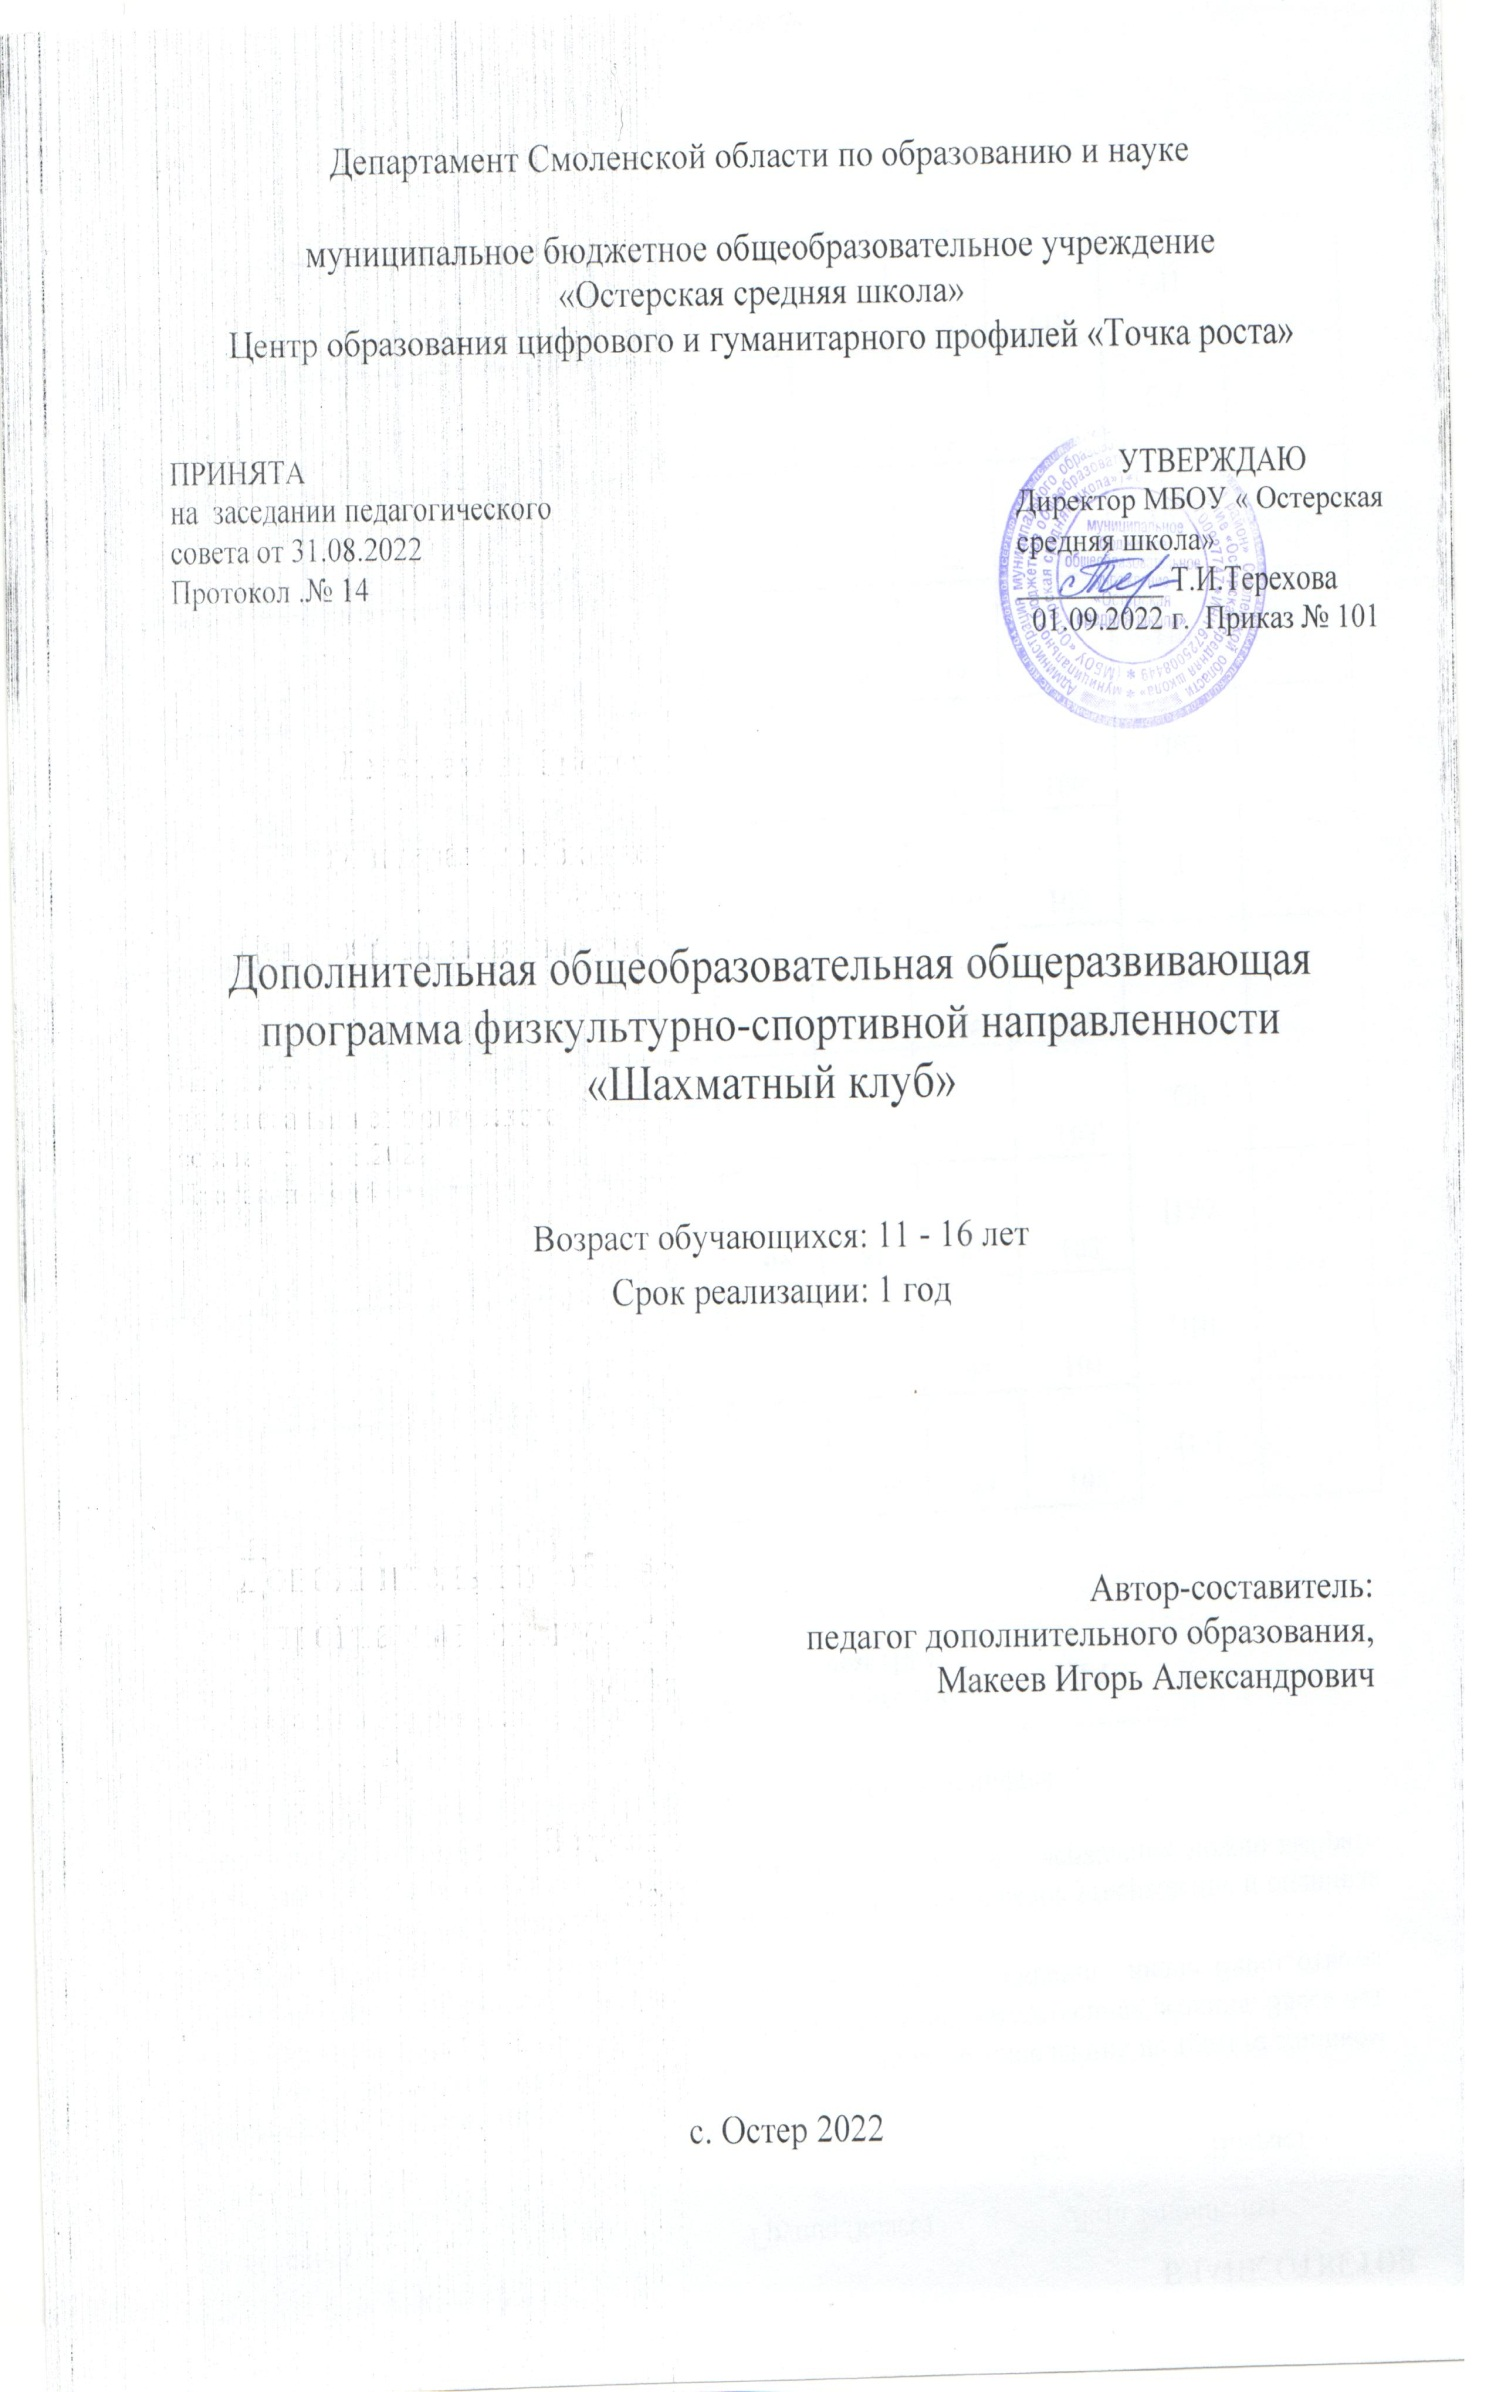 Департамент Смоленской области по образованию и науке
муниципальное бюджетное общеобразовательное учреждение
«Остерская средняя школа»
Центр образования цифрового и гуманитарного профилей «Точка роста»
ПРИНЯТА
на заседании педагогического
совета от 31.08.2022
Протокол .№ 14
УТВЕРЖДАЮ
Директор МБОУ « Остерская
средняя школа»
Т.И.Терехова
01.09.2022 г. Приказ № 101
Дополнительная общеобразовательная общеразвивающая
программа физкультурно-спортивной направленности
«Шахматный клуб»
Возраст обучающихся: 11 - 16 лет
Срок реализации: 1 год
Автор-составитель:
педагог дополнительного образования,
Макеев Игорь Александрович
с. Остер 2022